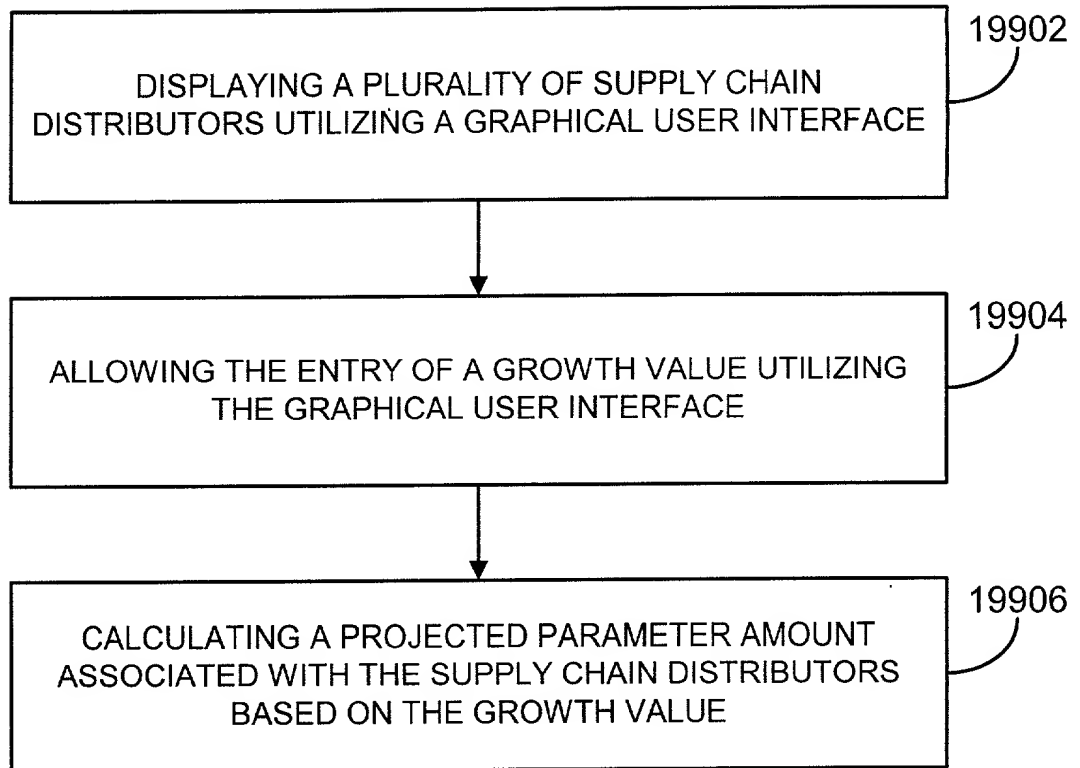 19902
DISPLAYING A PLURALITY OF SUPPLY CHAIN
DISTRIBUTORS UTILIZING A GRAPHICAL USER INTERFACE
19904
ALLOWING THE ENTRY OF A GROWTH VALUE UTILIZING
THE GRAPHICAL USER INTERFACE
19906
CALCULATING A PROJECTED PARAMETER AMOUNT
ASSOCIATED WITH THE SUPPLY CHAIN DISTRIBUTORS
BASED ON THE GROWTH VALUE